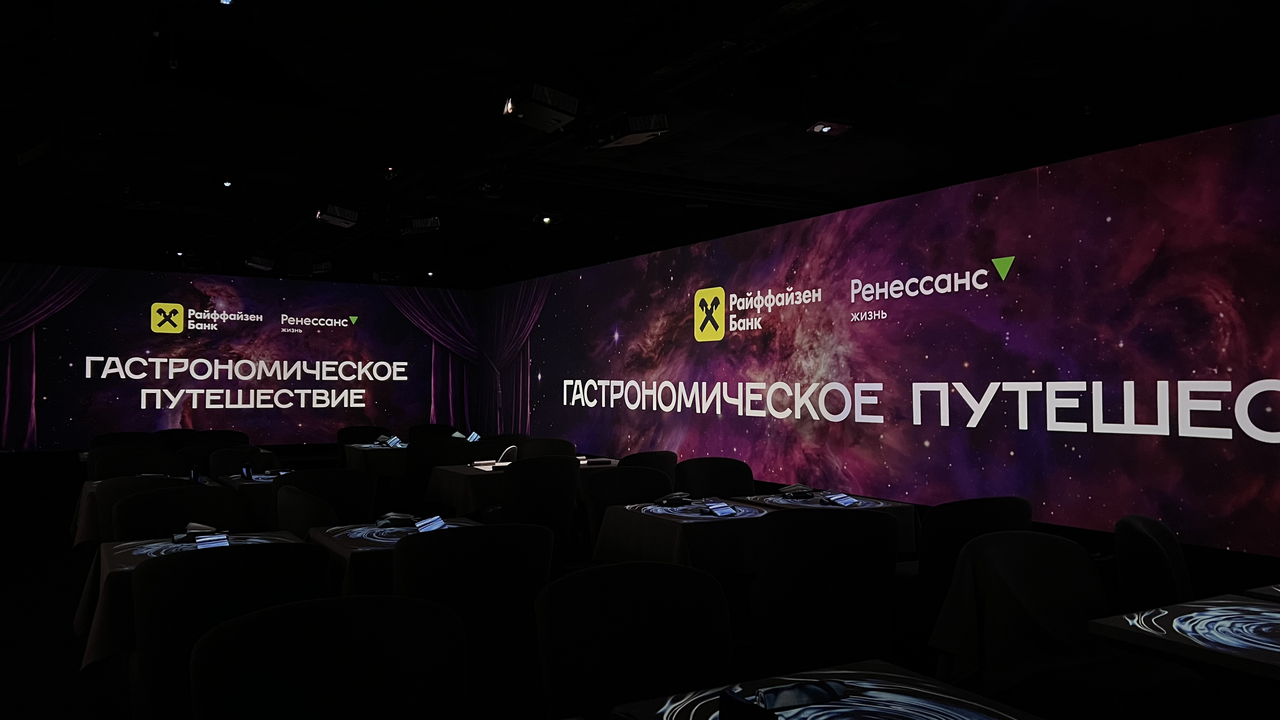 Райффайзен
Банк
Ренессанс
жизнь
ГАСТРОНОМИЧЕСКОЕ
ПУТЕШЕСТВИЕ
Райффайзен
Банк
Ренессанс
жизнь
ГАСТРОНОМИЧЕСКОЕ ПУТЕШЕС